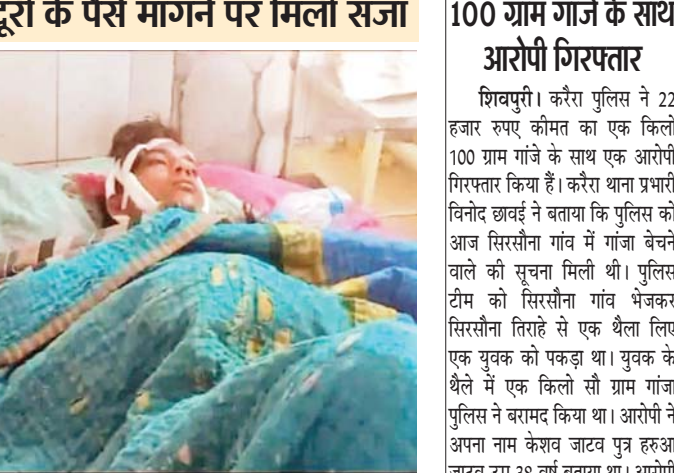 के पैसे मांगने पर मिली सजा
100 ग्राम गांजे के साथ
आरोपी गिरफ्तार
शिवपुरी। करैरा पुलिस ने 22
हजार रुपए कीमत का एक किलो
100 ग्राम गांजे के साथ एक आरोपी
गिरफ्तार किया हैं। करैरा थाना प्रभारी
विनोद छावई ने बताया कि पुलिस को
आज सिरसौना गांव में गांजा बेचने
वाले की सूचना मिली थी। पुलिस
टीम को सिरसौना गांव भेजकर
सिरसौना तिराहे से एक थैला लिए
एक युवक को पकड़ा था। युवक के
थैले में एक किलो सौ ग्राम गांजा
पुलिस ने बरामद किया था। आरोपी ने
अपना नाम केशव जाटव पुत्र हरुआ